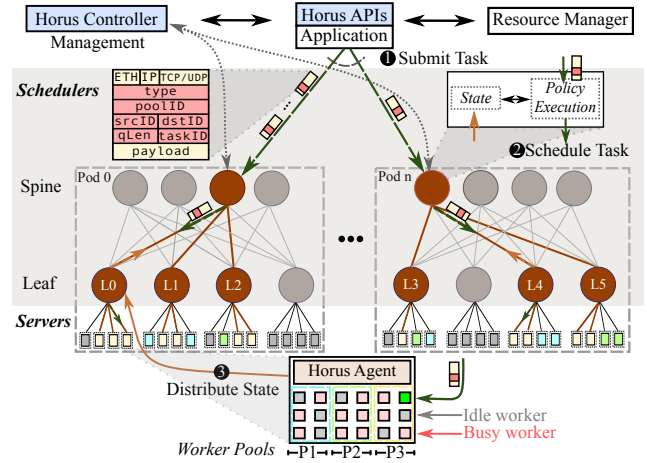 Horus Controller
Management
Horus APIs
Application
Resource Manager
❶Submit Task
Schedulers
ETH IP TCP/UDP
type
poolID
srcID dstID
qLen taskID
payload
State
Policy
Execution
❷Schedule Task
Spine
Pod 0
Pod n
•••
Leaf
L0
L1
L2
L3
L4
L5
Servers
❸
Distribute State
Horus Agent
Idle worker
Busy worker
Worker Pools
P1
P2
P3